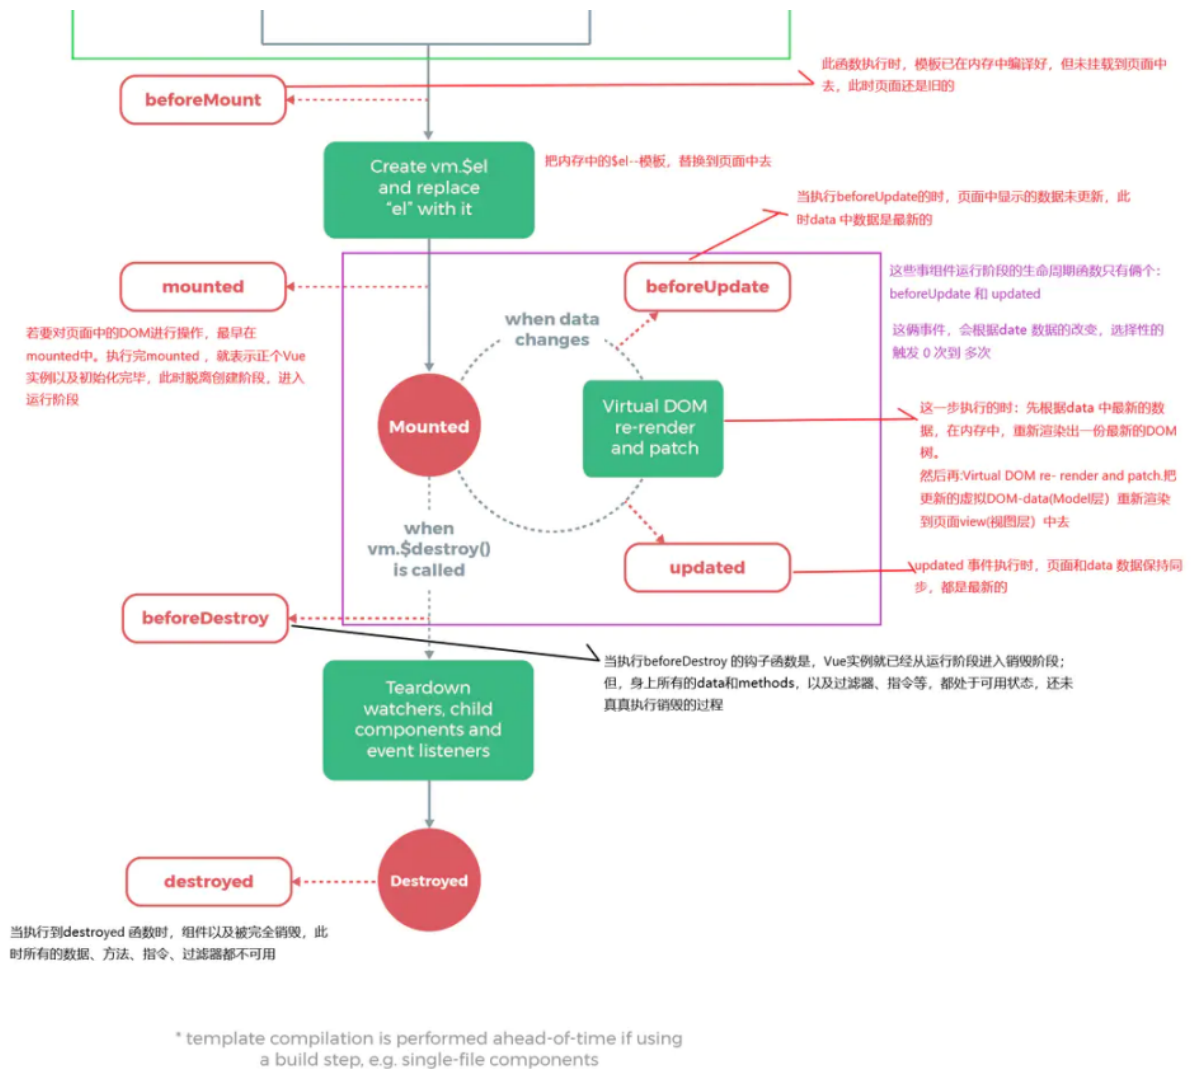 此函数执行时，模板已在内存中编译好，但未挂载到页面中
去，此时页面还是旧的
beforeMount
Create vm.$el
and replace
“el” with it
把内存中的$el--模板，替换到页面中去
当执行beforeUpdate的时，页面中显示的数据未更新，此
时data 中数据是最新的
mounted
beforeUpdate
这些事组件运行阶段的生命周期函数只有俩个：
beforeUpdate 和 updated
若要对页面中的DOM进行操作，最早在
mounted中。执行完mounted ，就表示正个Vue
实例以及初始化完毕，此时脱离创建阶段，进入
运行阶段
when data
changes
这俩事件，会根据date 数据的改变，选择性的
触发 0 次到 多次
Mounted
Virtual DOM
re-render
and patch
这一步执行的时：先根据data 中最新的数
据，在内存中，重新渲染出一份最新的DOM
树。
然后再:Virtual DOM re- render and patch.把
更新的虚拟DOM-data(Model层）重新渲染
到页面view(视图层）中去
when
vm.$destroy()
is called
updated
updated 事件执行时，页面和data 数据保持同
步，都是最新的
beforeDestroy
当执行beforeDestroy 的钩子函数是，Vue实例就已经从运行阶段进入销毁阶段；
但，身上所有的data和methods，以及过滤器、指令等，都处于可用状态，还未
真真执行销毁的过程
Teardown
watchers, child
components and
event listeners
destroyed
Destroyed
当执行到destroyed 函数时，组件以及被完全销毁，此
时所有的数据、方法、指令、过滤器都不可用
* template compilation is performed ahead-of-time if using
a build step, e.g. single-file components